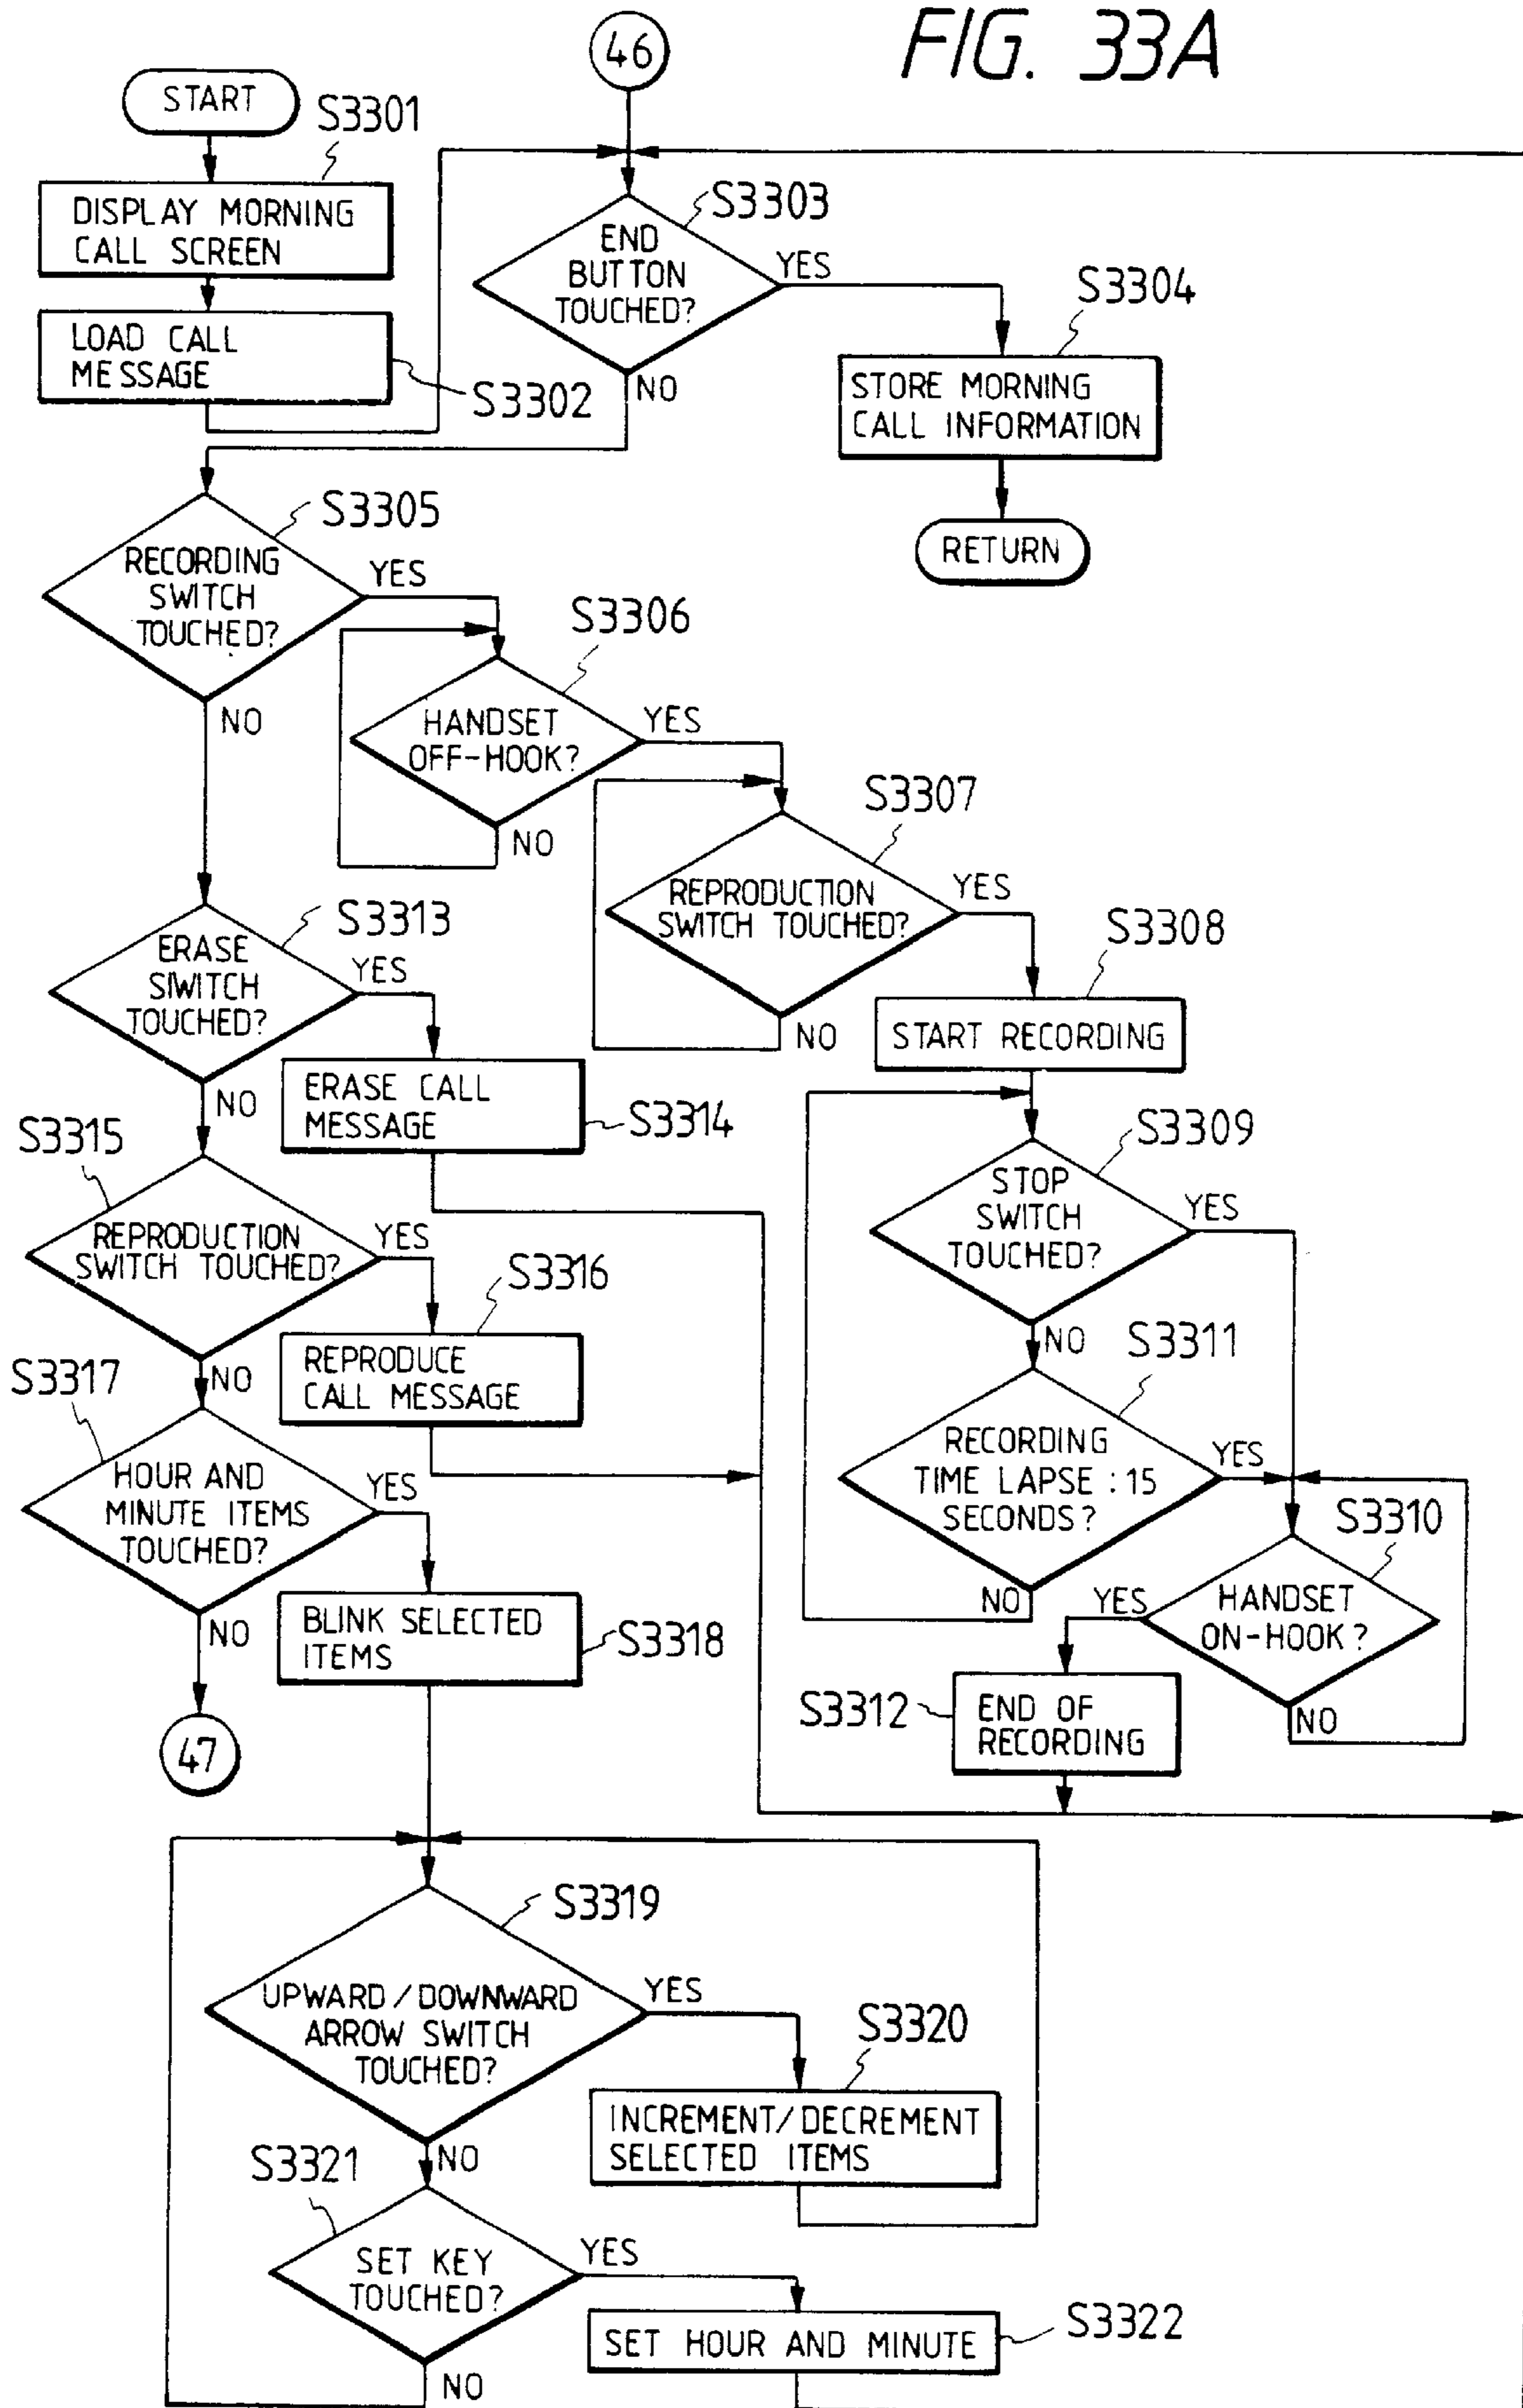 FIG. 33A
46
START
S3301
DISPLAY MORNING
CALL SCREEN
LOAD CALL
MESSAGE
S3302
S3303
END
BUTTON
TOUCHED?
YES
NO
S3304
STORE MORNING
CALL INFORMATION
RETURN
S3305
RECORDING
SWITCH
TOUCHED?
YES
NO
S3306
HANDSET
OFF-HOOK?
YES
NO
S3307
REPRODUCTION
SWITCH TOUCHED?
YES
NO
S3308
START RECORDING
S3309
STOP
SWITCH
TOUCHED?
YES
NO
S3311
RECORDING
TIME LAPSE : 15
SECONDS?
YES
NO
S3310
HANDSET
ON-HOOK?
YES
NO
S3312
END OF
RECORDING
S3313
ERASE
SWITCH
TOUCHED?
YES
NO
ERASE CALL
MESSAGE
S3314
S3315
REPRODUCTION
SWITCH TOUCHED?
YES
NO
S3316
REPRODUCE
CALL MESSAGE
S3317
HOUR AND
MINUTE ITEMS
TOUCHED?
YES
NO
47
BLINK SELECTED
ITEMS
S3318
S3319
UPWARD/DOWNWARD
ARROW SWITCH
TOUCHED?
YES
NO
S3320
INCREMENT/DECREMENT
SELECTED ITEMS
S3321
SET KEY
TOUCHED?
YES
NO
SET HOUR AND MINUTE
S3322